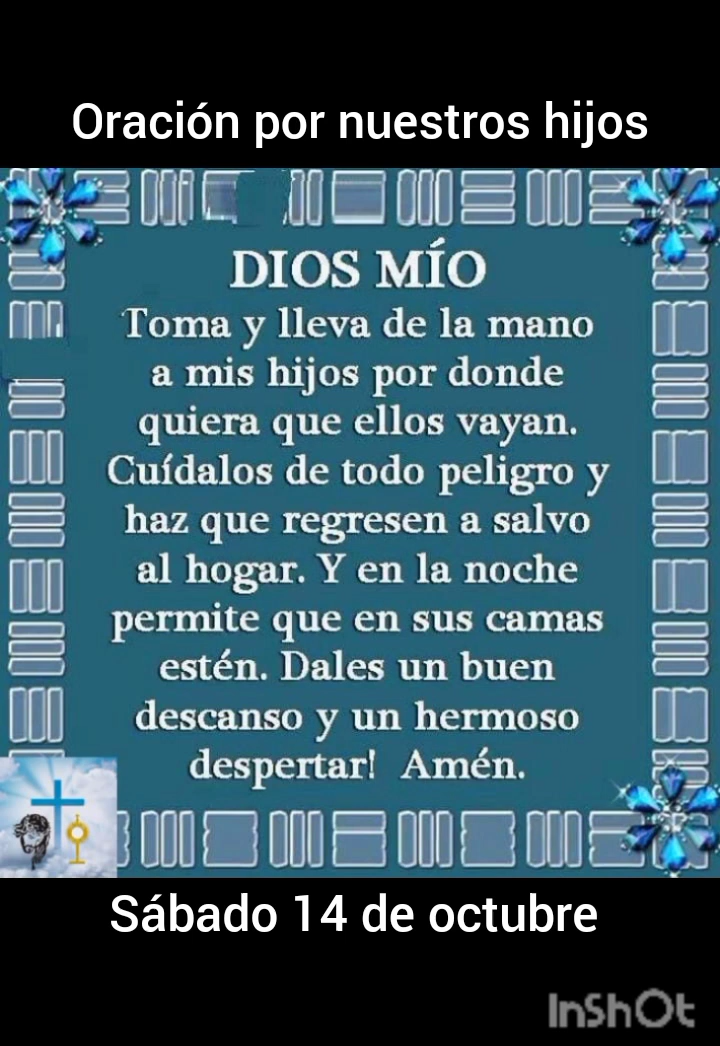 Oración por nuestros hijos
DIOS MÍO
Toma y lleva de la mano
a mis hijos por donde
quiera que ellos vayan.
Cuídalos de todo peligro y
haz que regresen a salvo
al hogar. Y en la noche
permite que en sus camas
estén. Dales un buen
descanso y un hermoso
despertar! Amén.
Sábado 14 de octubre
InShOt